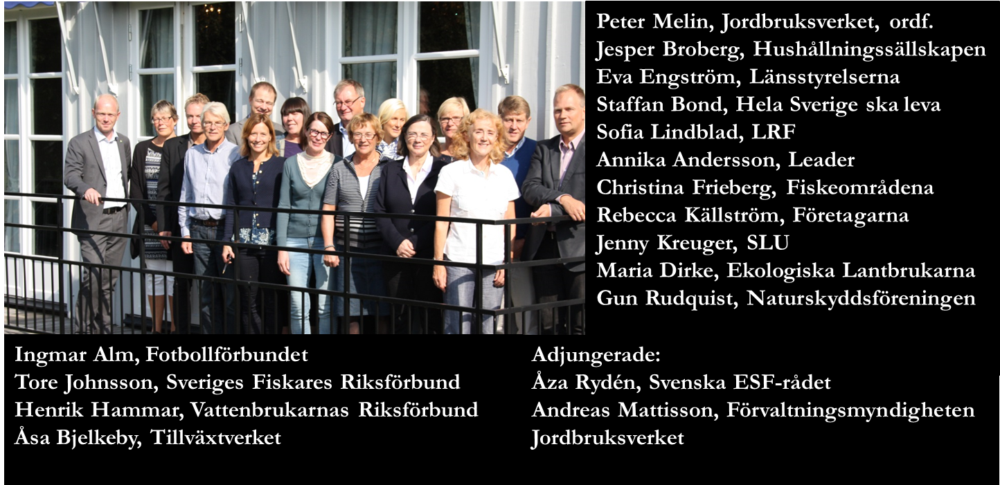 Peter Melin, Jordbruksverket, ordf.
Jesper Broberg, Hushållningssällskapen
Eva Engström, Länsstyrelserna
Staffan Bond, Hela Sverige ska leva
Sofia Lindblad, LRF
Annika Andersson, Leader
Christina Frieberg, Fiskeområdena
Rebecca Källström, Företagarna
Jenny Kreuger, SLU
Maria Dirke, Ekologiska Lantbrukarna
Gun Rudquist, Naturskyddsföreningen
Ingmar Alm, Fotbollförbundet
Tore Johnsson, Sveriges Fiskares Riksförbund
Henrik Hammar, Vattenbrukarnas Riksförbund
Åsa Bjelkeby, Tillväxtverket
Adjungerade:
Åza Rydén, Svenska ESF-rådet
Andreas Mattisson, Förvaltningsmyndigheten
Jordbruksverket